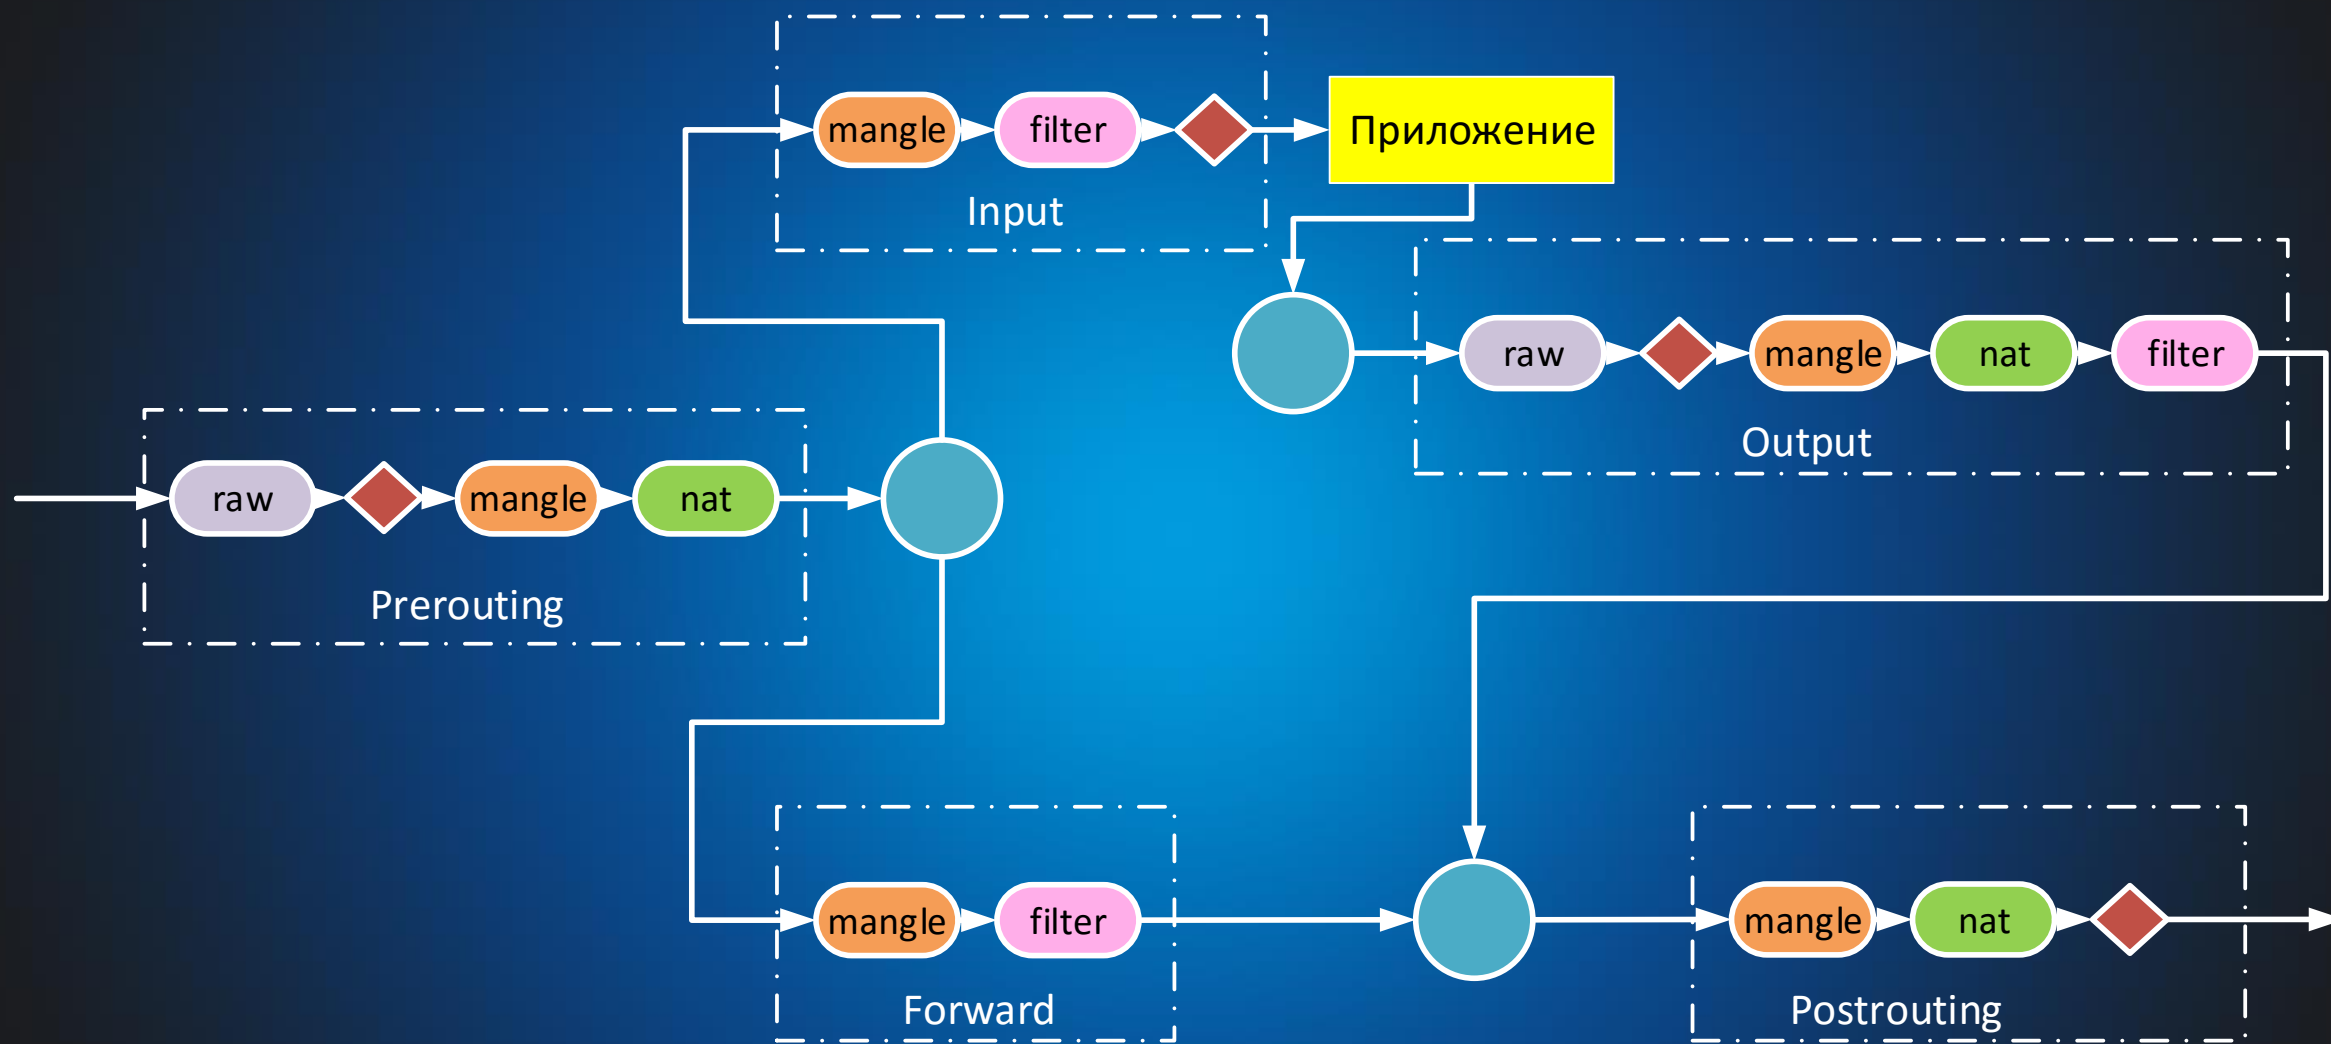 mangle
filter
Приложение
Input
raw
mangle
nat
filter
Output
raw
mangle
nat
Prerouting
mangle
filter
Forward
mangle
nat
Postrouting